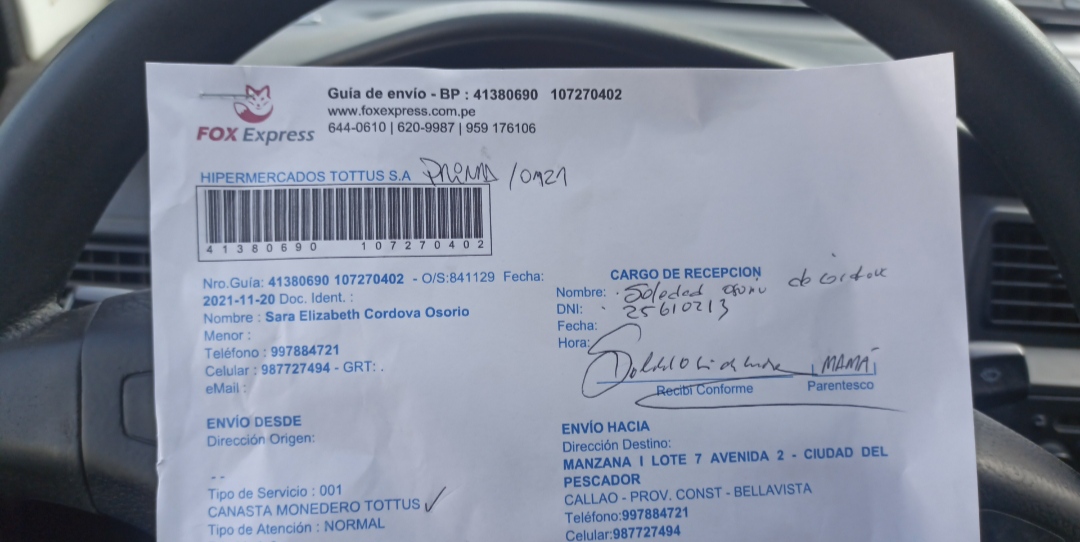 Guía de envío - BP : 41380690 107270402
www.foxexpress.com.pe
644-0610 | 620-9987 | 959 176106
FOX Express
HIPERMERCADOS TOTTUS S.A
41380690 107270402
Nro.Guía: 41380690 107270402 - O/S:841129 Fecha:
2021-11-20 Doc. Ident. :
Nombre : Sara Elizabeth Cordova Osorio
Menor :
Teléfono : 997884721
Celular : 987727494 - GRT: .
eMail :
CARGO DE RECEPCION
Nombre: Soledad de
DNI: 25610213
Fecha:
Hora:
MAMÁ
Recibi Conforme Parentesco
ENVÍO DESDE
Dirección Origen:
--
Tipo de Servicio : 001
CANASTA MONEDERO TOTTUS
Tipo de Atención : NORMAL
ENVÍO HACIA
Dirección Destino:
MANZANA I LOTE 7 AVENIDA 2 - CIUDAD DEL
PESCADOR
CALLAO - PROV. CONST - BELLAVISTA
Teléfono:997884721
Celular:987727494